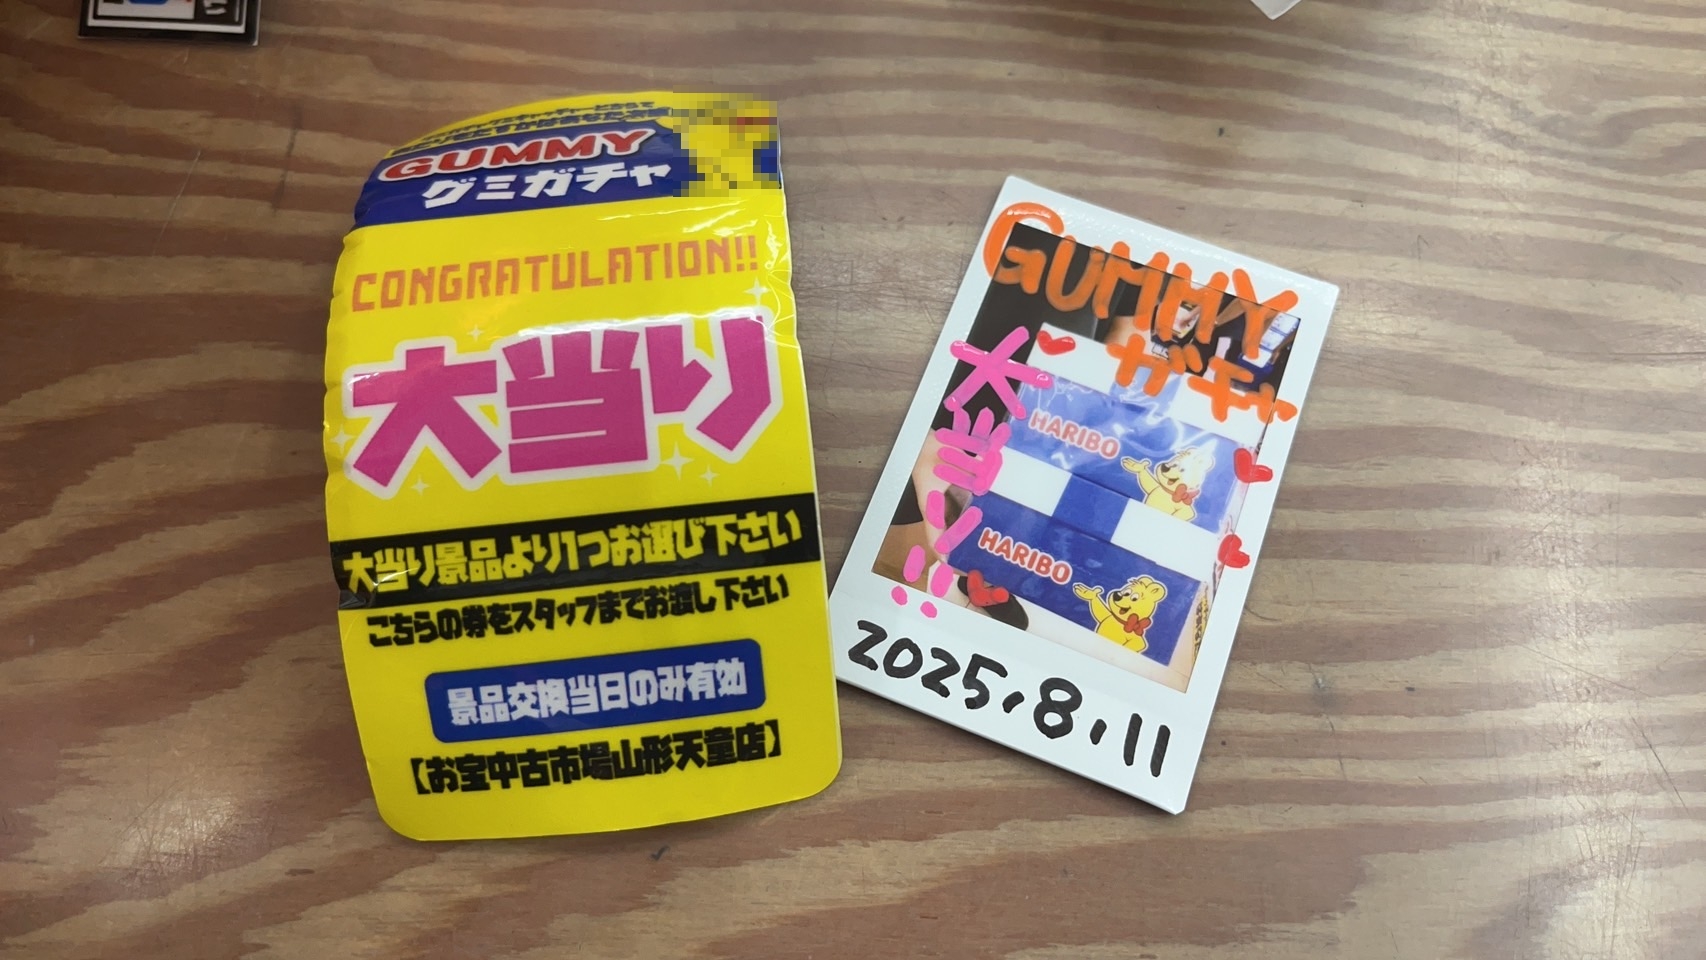 GUMMY
グミガチャ
CONGRATULATION!!
大当り
大当り景品より1つお選び下さい
こちらの券をスタッフまでお渡し下さい
景品交換当日のみ有効
【お宝中古市場山形天童店】
GUMMY
ガチャ
大当り!!
HARIBO
HARIBO
2025.8.11